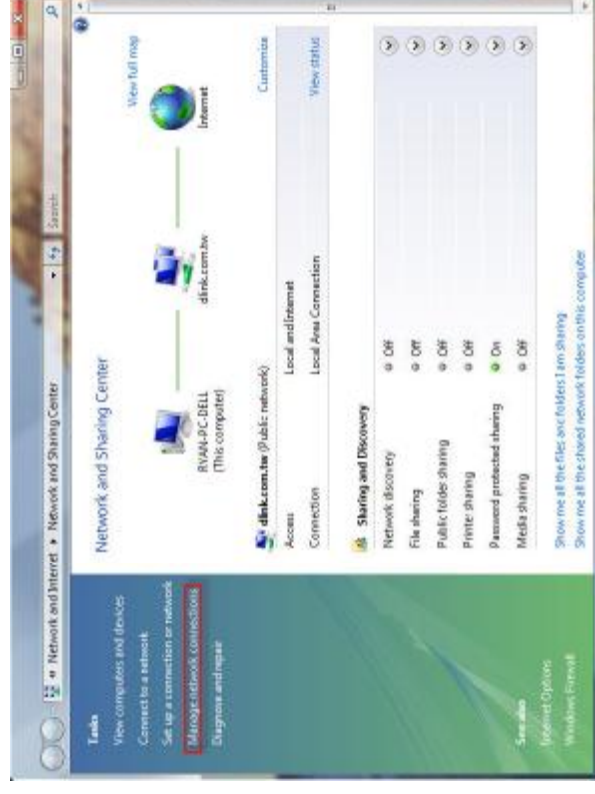 « Network and Internet ▸ Network and Sharing Center
Search
Tasks
View computers and devices
Connect to a network
Set up a connection or network
Manage network connections
Diagnose and repair
See also
Internet Options
Windows Firewall
Network and Sharing Center
View full map
RYAN-PC-DELL
(This computer)
dlink.com.tw
Internet
dlink.com.tw (Public network)
Customize
Access
Local and Internet
Connection
Local Area Connection
View status
Sharing and Discovery
Network discovery
Off
File sharing
Off
Public folder sharing
Off
Printer sharing
Off
Password protected sharing
On
Media sharing
Off
Show me all the files and folders I am sharing
Show me all the shared network folders on this computer